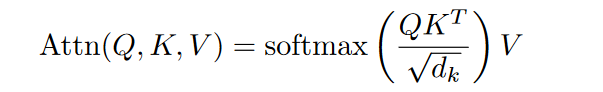 Attn(Q, K, V) = softmax(QK^T / √d_k) V